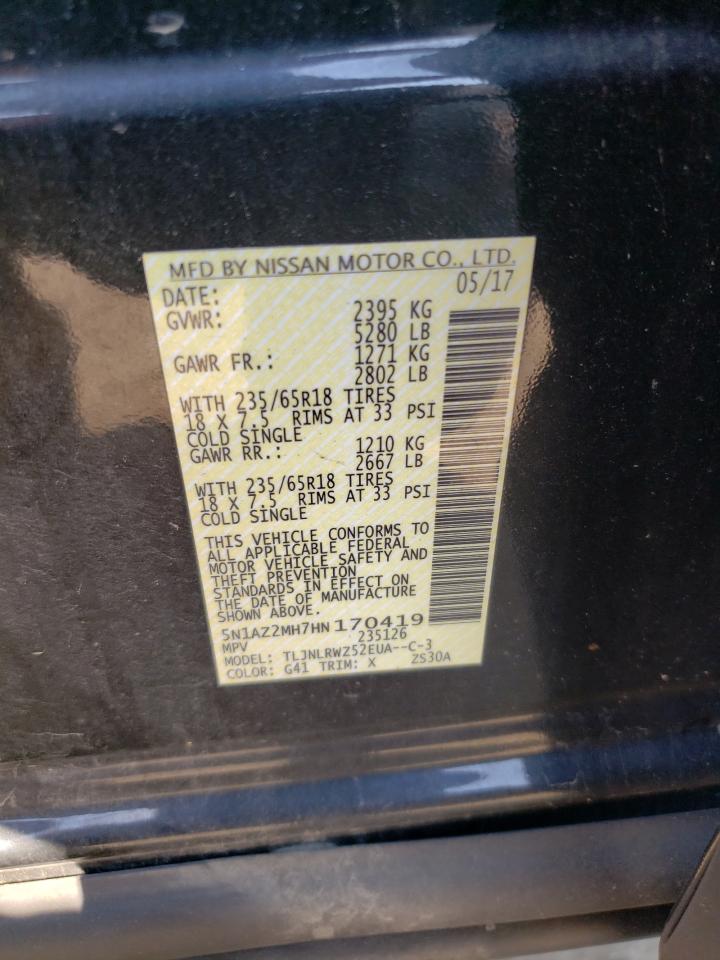 MFD BY NISSAN MOTOR CO., LTD.
DATE: 05/17
GVWR: 2395 KG
5280 LB
GAWR FR.: 1271 KG
2802 LB
WITH 235/65R18 TIRES
18 X 7.5 RIMS AT 33 PSI
COLD SINGLE
GAWR RR.: 1210 KG
2667 LB
WITH 235/65R18 TIRES
18 X 7.5 RIMS AT 33 PSI
COLD SINGLE
THIS VEHICLE CONFORMS TO
ALL APPLICABLE FEDERAL
MOTOR VEHICLE SAFETY AND
THEFT PREVENTION
STANDARDS IN EFFECT ON
THE DATE OF MANUFACTURE
SHOWN ABOVE.
5N1AZ2MH7HN170419
MPV 235126
MODEL: TLJNLRWZ52EUA--C-3
COLOR: G41 TRIM: X ZS30A